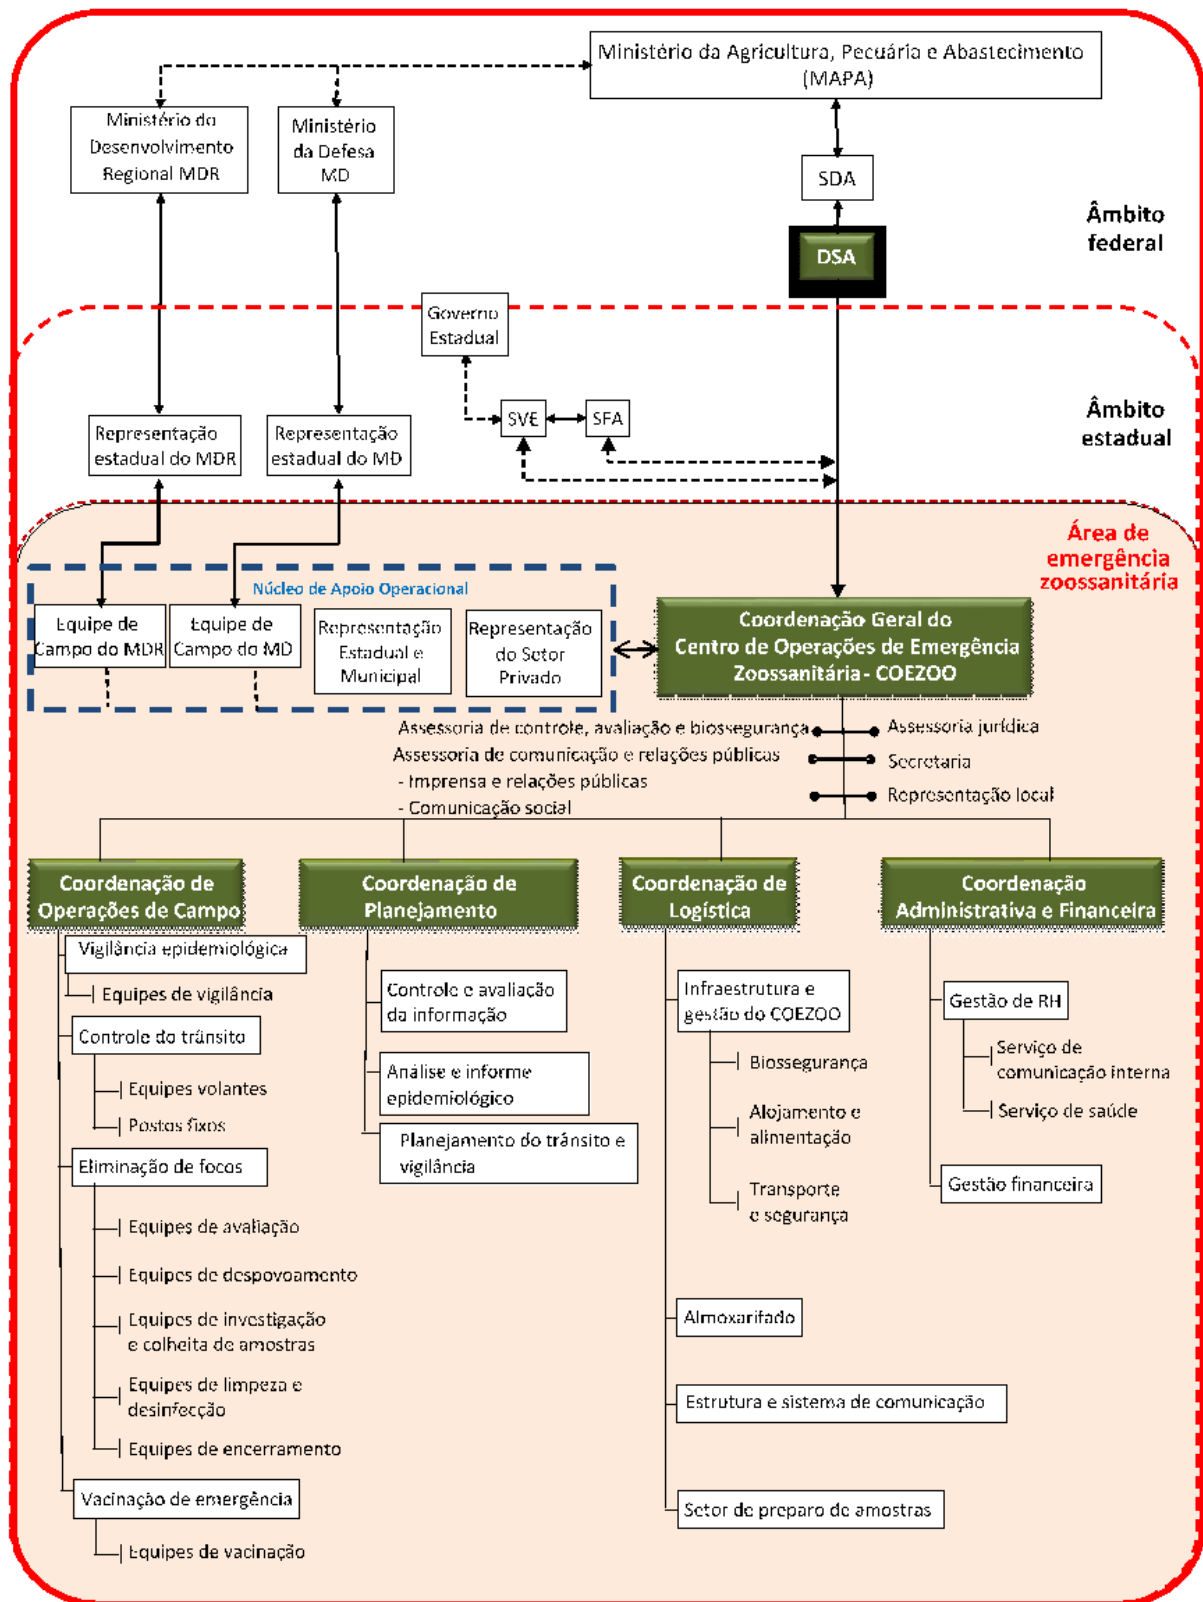 Ministério da Agricultura, Pecuária e Abastecimento
(MAPA)
Ministério do
Desenvolvimento
Regional MDR
Ministério
da Defesa
MD
SDA
DSA
Âmbito
federal
Governo
Estadual
SVE
SFA
Âmbito
estadual
Representação
estadual do MDR
Representação
estadual do MD
Área de
emergência
zoossanitária
Núcleo de Apoio Operacional
Equipe de
Campo do MDR
Equipe de
Campo do MD
Representação
Estadual e
Municipal
Representação
do Setor
Privado
Coordenação Geral do
Centro de Operações de Emergência
Zoossanitária - COEZOO
Assessoria de controle, avaliação e biossegurança
Assessoria jurídica
Assessoria de comunicação e relações públicas
- Imprensa e relações públicas
- Comunicação social
Secretaria
Representação local
Coordenação de
Operações de Campo
Vigilância epidemiológica
Equipes de vigilância
Controle do trânsito
Equipes volantes
Postos fixos
Eliminação de focos
Equipes de avaliação
Equipes de despovoamento
Equipes de investigação
e colheita de amostras
Equipes de limpeza e
desinfecção
Equipes de encerramento
Vacinação de emergência
Equipes de vacinação
Coordenação de
Planejamento
Controle e avaliação
da informação
Análise e informe
epidemiológico
Planejamento do trânsito e
vigilância
Coordenação de
Logística
Infraestrutura e
gestão do COEZOO
Biossegurança
Alojamento e
alimentação
Transporte
e segurança
Almoxarifado
Estrutura e sistema de comunicação
Setor de preparo de amostras
Coordenação
Administrativa e Financeira
Gestão de RH
Serviço de
comunicação interna
Serviço de saúde
Gestão financeira